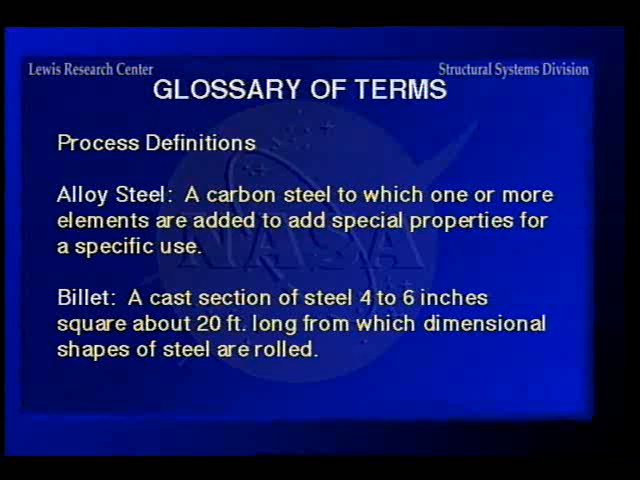 Lewis Research Center
Structural Systems Division
GLOSSARY OF TERMS
Process Definitions
Alloy Steel: A carbon steel to which one or more
elements are added to add special properties for
a specific use.
Billet: A cast section of steel 4 to 6 inches
square about 20 ft. long from which dimensional
shapes of steel are rolled.
NASA